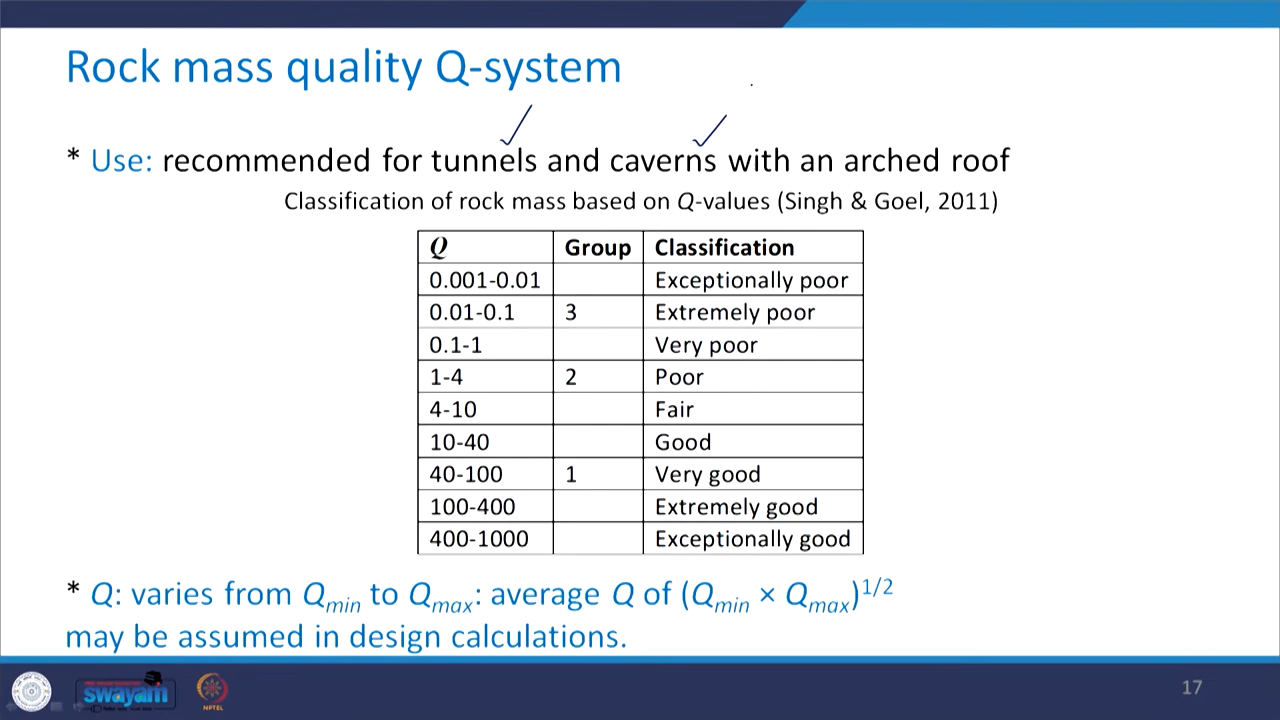 Rock mass quality Q-system
* Use: recommended for tunnels and caverns with an arched roof
Classification of rock mass based on Q-values (Singh & Goel, 2011)
Q Group Classification
0.001-0.01 Exceptionally poor
0.01-0.1 3 Extremely poor
0.1-1 Very poor
1-4 2 Poor
4-10 Fair
10-40 Good
40-100 1 Very good
100-400 Extremely good
400-1000 Exceptionally good
* Q: varies from Qmin to Qmax: average Q of (Qmin × Qmax)1/2
may be assumed in design calculations.
swayam
NPTEL
17